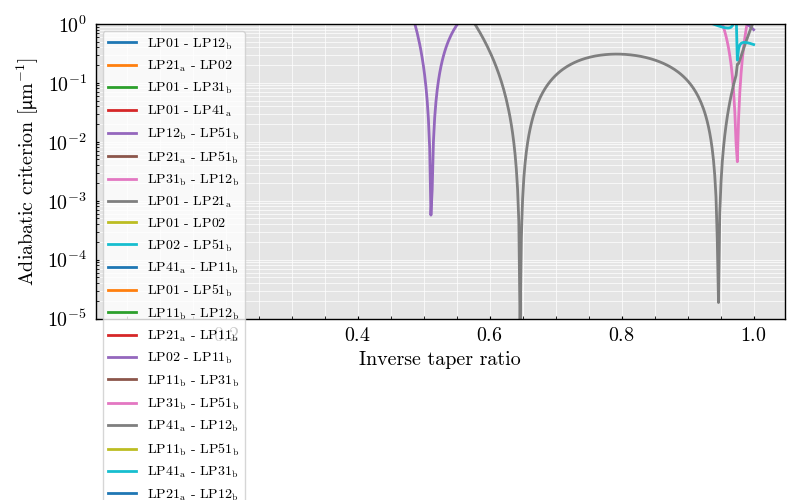 10⁰
10⁻¹
10⁻²
10⁻³
10⁻⁴
10⁻⁵
Adiabatic criterion [μm⁻¹]
LP01 - LP12b
LP21a - LP02
LP01 - LP31b
LP01 - LP41a
LP12b - LP51b
LP21a - LP51b
LP31b - LP12b
LP01 - LP21a
LP01 - LP02
LP02 - LP51b
LP41a - LP11b
LP01 - LP51b
LP11b - LP12b
LP21a - LP11b
LP02 - LP11b
LP11b - LP31b
LP31b - LP51b
LP41a - LP12b
LP11b - LP51b
LP41a - LP31b
LP21a - LP12b
0.2 0.4 0.6 0.8 1.0
Inverse taper ratio